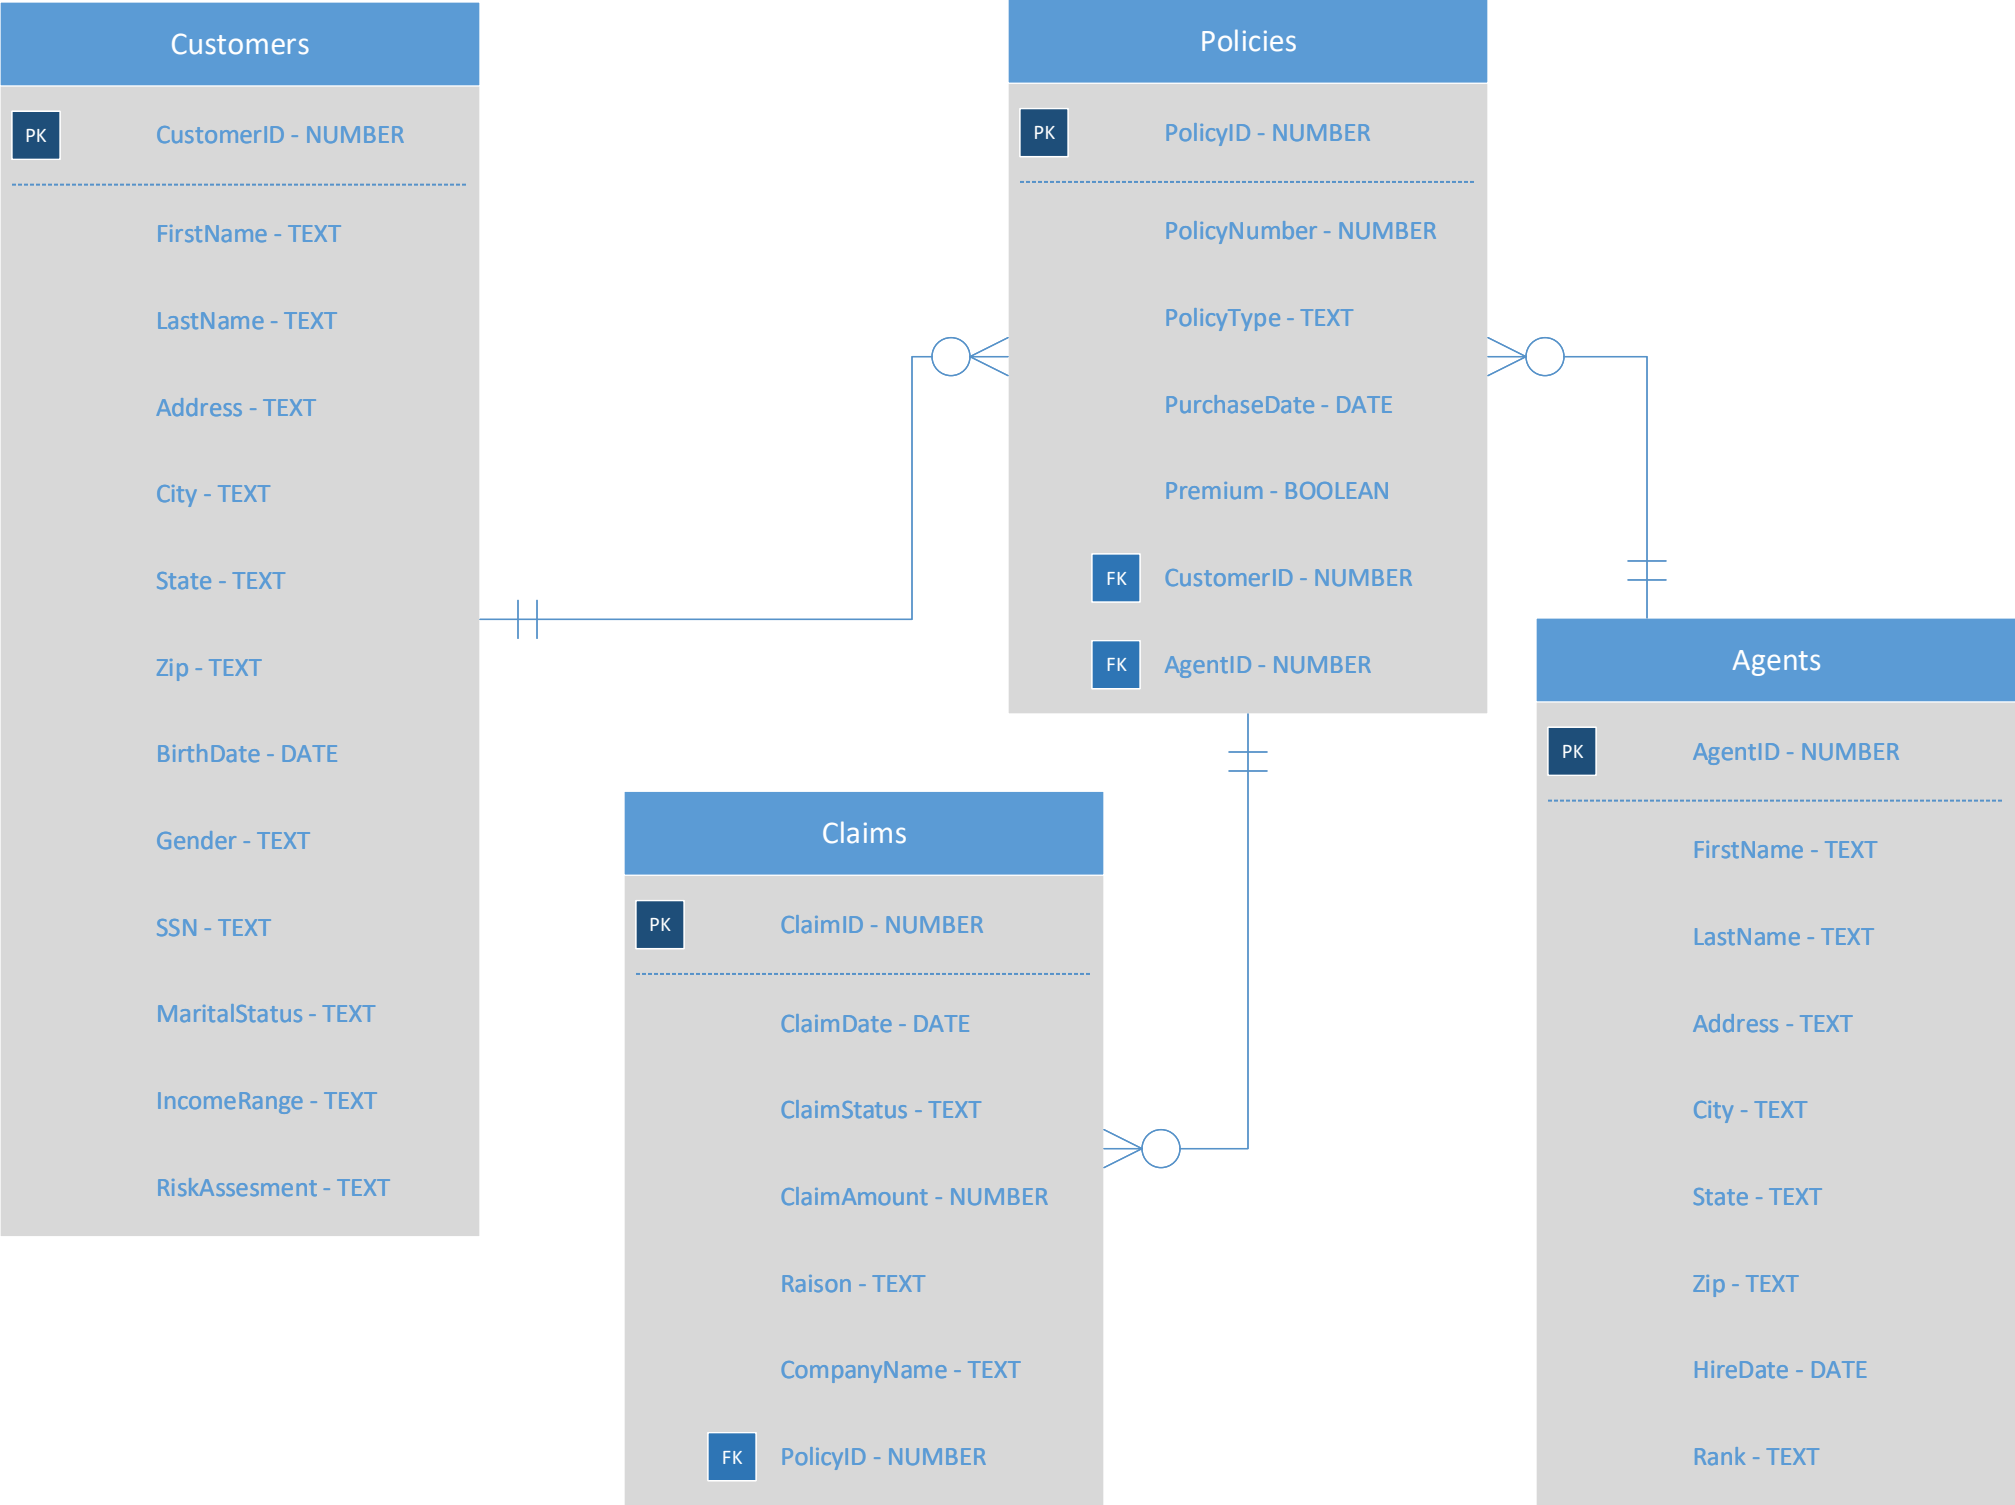 Customers
PK
CustomerID - NUMBER
FirstName - TEXT
LastName - TEXT
Address - TEXT
City - TEXT
State - TEXT
Zip - TEXT
BirthDate - DATE
Gender - TEXT
SSN - TEXT
MaritalStatus - TEXT
IncomeRange - TEXT
RiskAssesment - TEXT
Policies
PK
PolicyID - NUMBER
PolicyNumber - NUMBER
PolicyType - TEXT
PurchaseDate - DATE
Premium - BOOLEAN
FK
CustomerID - NUMBER
FK
AgentID - NUMBER
Claims
PK
ClaimID - NUMBER
ClaimDate - DATE
ClaimStatus - TEXT
ClaimAmount - NUMBER
Raison - TEXT
CompanyName - TEXT
FK
PolicyID - NUMBER
Agents
PK
AgentID - NUMBER
FirstName - TEXT
LastName - TEXT
Address - TEXT
City - TEXT
State - TEXT
Zip - TEXT
HireDate - DATE
Rank - TEXT